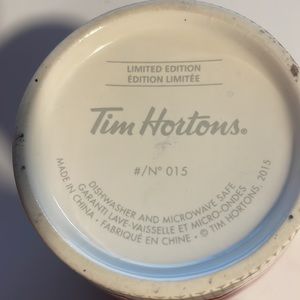 LIMITED EDITION
ÉDITION LIMITÉE
Tim Hortons®
#/N° 015
DISHWASHER AND MICROWAVE SAFE
GARANTI LAVE-VAISSELLE ET MICRO-ONDES
MADE IN CHINA • FABRIQUÉ EN CHINE • © TIM HORTONS, 2015